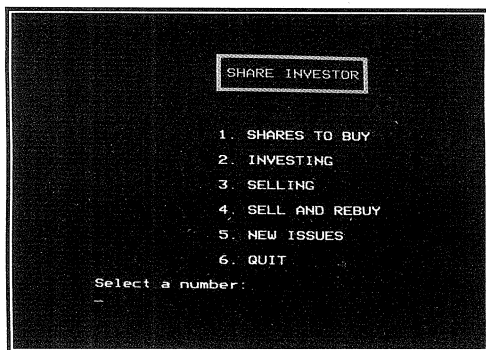 SHARE INVESTOR
1. SHARES TO BUY
2. INVESTING
3. SELLING
4. SELL AND REBUY
5. NEW ISSUES
6. QUIT
Select a number: